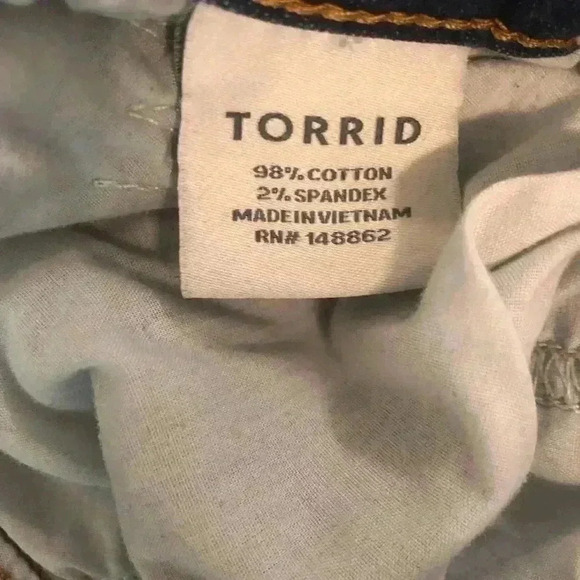 TORRID
98% COTTON
2% SPANDEX
MADE IN VIETNAM
RN# 148862